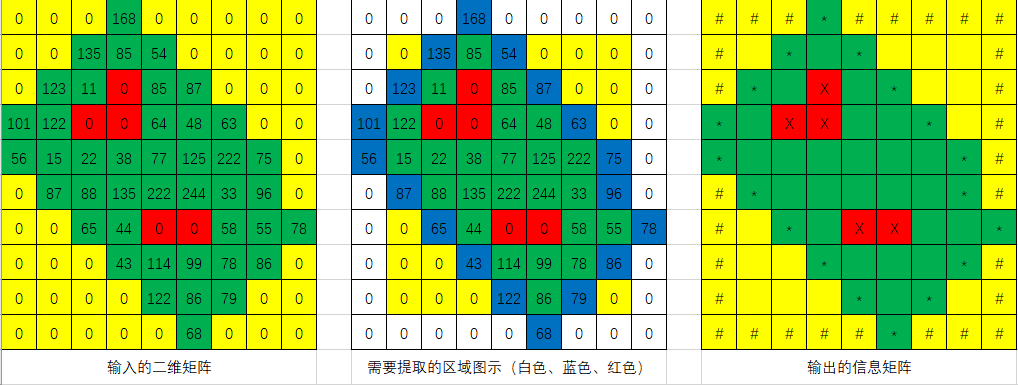 0 0 0 168 0 0 0 0 0 0 0 0 168 0 0 0 0 0 # # # * # # # # #
0 0 135 85 54 0 0 0 0 0 0 135 85 54 0 0 0 0 # * * #
0 123 11 0 85 87 0 0 0 0 123 11 0 85 87 0 0 0 # * X * #
101 122 0 0 64 48 63 0 0 101 122 0 0 64 48 63 0 0 * X X * #
56 15 22 38 77 125 222 75 0 56 15 22 38 77 125 222 75 0 * * #
0 87 88 135 222 244 33 96 0 0 87 88 135 222 244 33 96 0 # * * #
0 0 65 44 0 0 58 55 78 0 0 65 44 0 0 58 55 78 # * X X *
0 0 0 43 114 99 78 86 0 0 0 0 43 114 99 78 86 0 # * * #
0 0 0 0 122 86 79 0 0 0 0 0 0 122 86 79 0 0 # * * #
0 0 0 0 0 68 0 0 0 0 0 0 0 0 68 0 0 0 # # # # # * # # #
输入的二维矩阵 需要提取的区域图示（白色、蓝色、红色） 输出的信息矩阵